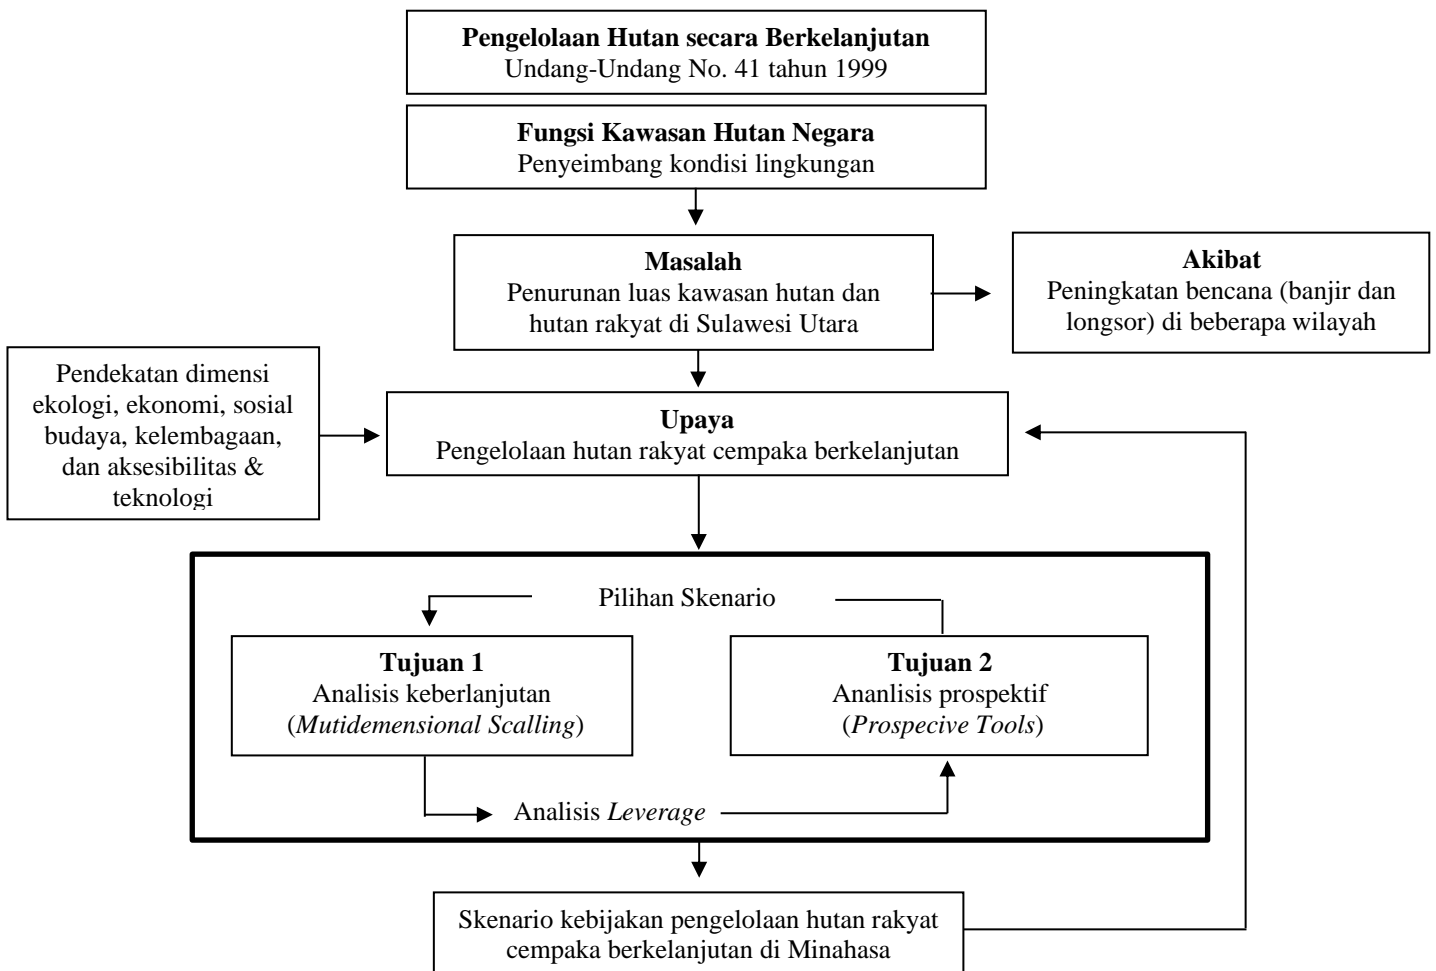 Pengelolaan Hutan secara Berkelanjutan
Undang-Undang No. 41 tahun 1999
Fungsi Kawasan Hutan Negara
Penyeimbang kondisi lingkungan
Masalah
Penurunan luas kawasan hutan dan
hutan rakyat di Sulawesi Utara
Akibat
Peningkatan bencana (banjir dan
longsor) di beberapa wilayah
Pendekatan dimensi
ekologi, ekonomi, sosial
budaya, kelembagaan,
dan aksesibilitas &
teknologi
Upaya
Pengelolaan hutan rakyat cempaka berkelanjutan
Pilihan Skenario
Tujuan 1
Analisis keberlanjutan
(Mutidemensional Scalling)
Tujuan 2
Ananlisis prospektif
(Prospecive Tools)
Analisis Leverage
Skenario kebijakan pengelolaan hutan rakyat
cempaka berkelanjutan di Minahasa